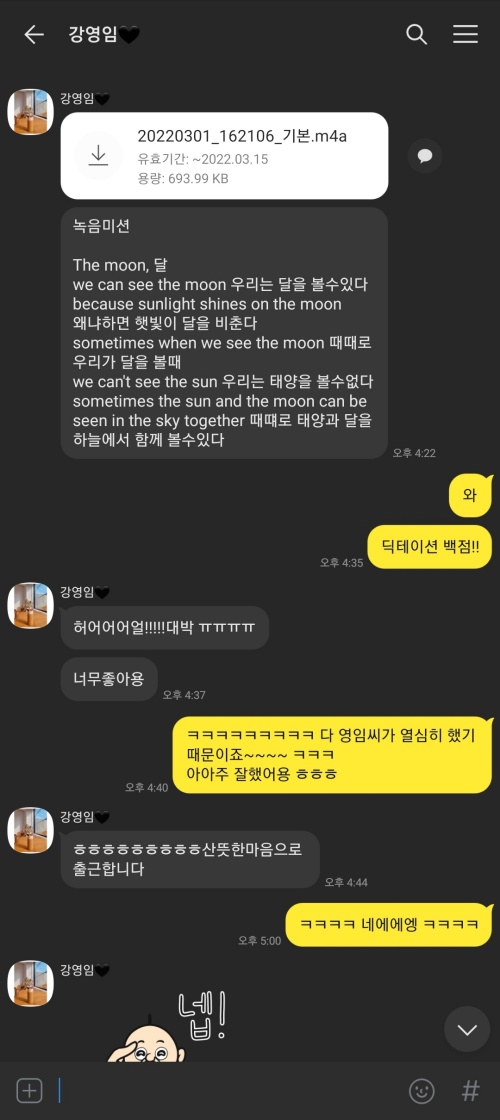 강영임🖤
강영임🖤
20220301_162106_기본.m4a
유효기간: ~2022.03.15
용량: 693.99 KB
녹음미션
The moon, 달
we can see the moon 우리는 달을 볼수있다
because sunlight shines on the moon
왜냐하면 햇빛이 달을 비춘다
sometimes when we see the moon 때때로
우리가 달을 볼때
we can't see the sun 우리는 태양을 볼수없다
sometimes the sun and the moon can be
seen in the sky together 때떄로 태양과 달을
하늘에서 함께 볼수있다
오후 4:22
와
딕테이션 백점!!
오후 4:35
강영임🖤
허어어어얼!!!!!대박 ㅠㅠㅠㅠ
너무좋아용
오후 4:37
ㅋㅋㅋㅋㅋㅋㅋㅋㅋ 다 영임씨가 열심히 했기
때문이죠~~~~ ㅋㅋㅋ
아아주 잘했어용 ㅎㅎㅎ
오후 4:40
강영임🖤
ㅎㅎㅎㅎㅎㅎㅎㅎㅎ산뜻한마음으로
출근합니다
오후 4:44
ㅋㅋㅋㅋ 네에에엥 ㅋㅋㅋㅋ
오후 5:00
강영임🖤
넵!